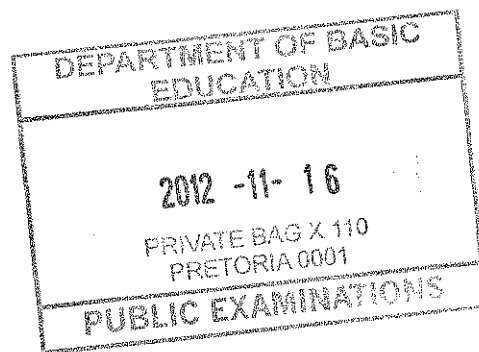 DEPARTMENT OF BASIC
EDUCATION
2012 -11- 16
PRIVATE BAG X 110
PRETORIA 0001
PUBLIC EXAMINATIONS